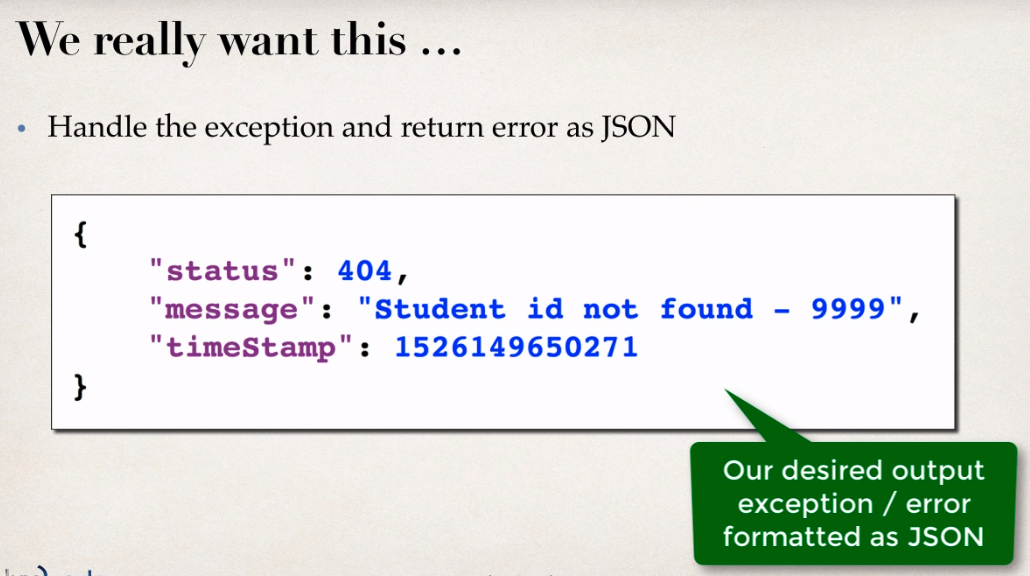 We really want this ...
• Handle the exception and return error as JSON
{
"status": 404,
"message": "Student id not found - 9999",
"timeStamp": 1526149650271
}
Our desired output
exception / error
formatted as JSON